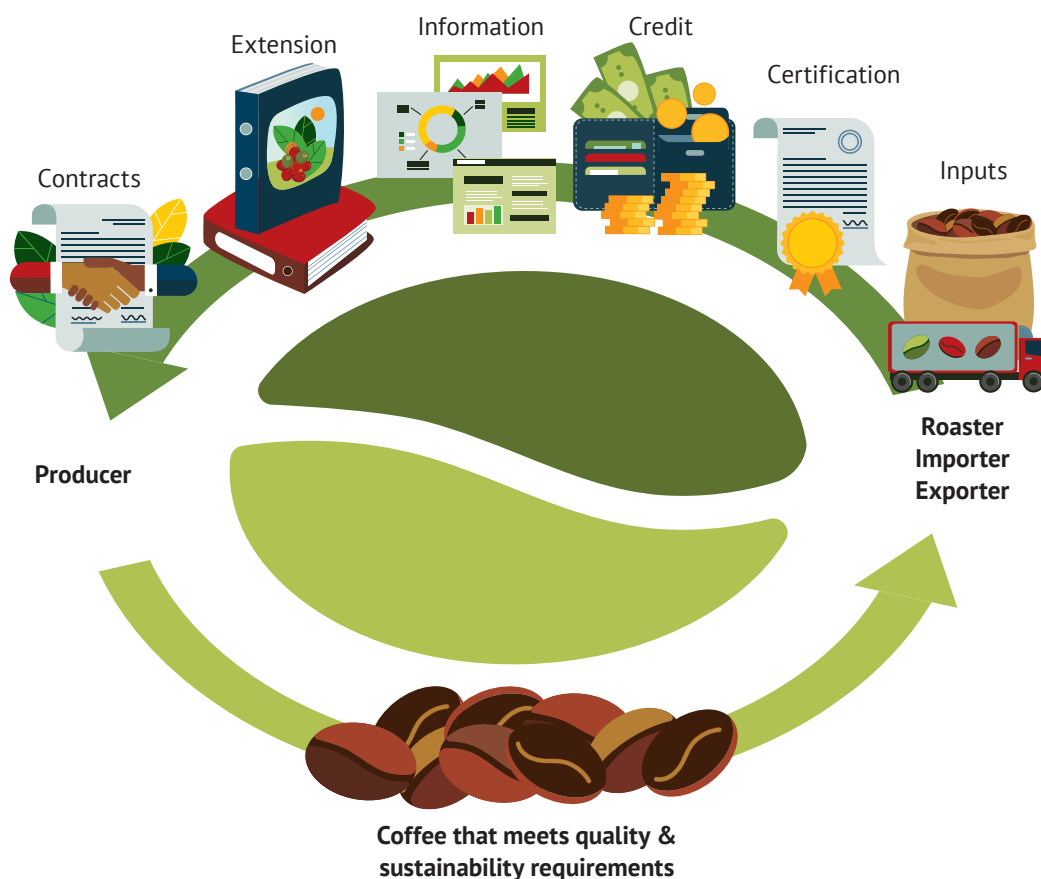 Information
Credit
Extension
Certification
Contracts
Inputs
Roaster
Importer
Exporter
Producer
Coffee that meets quality &
sustainability requirements